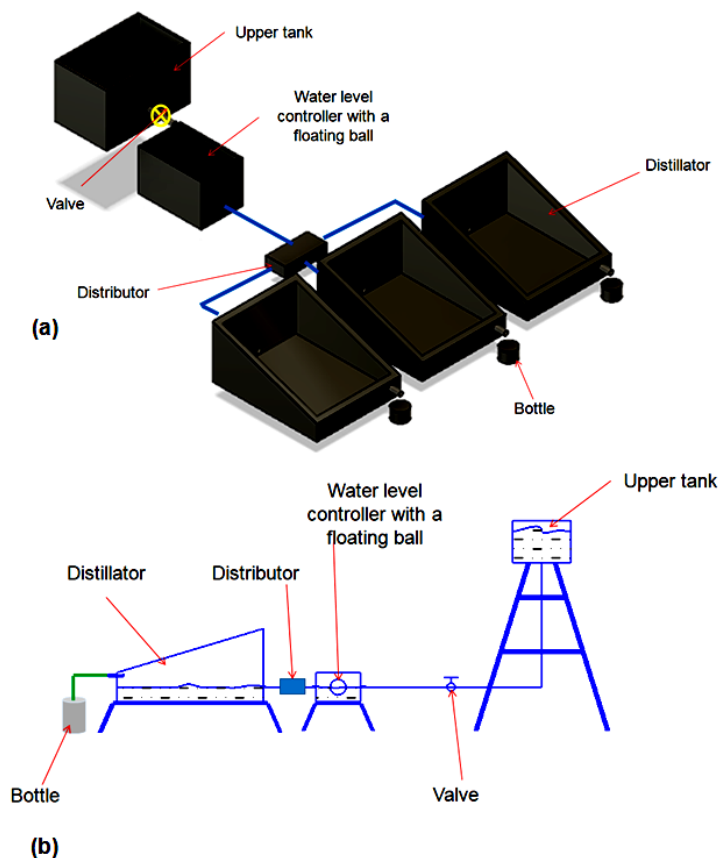 Upper tank
Water level
controller with a
floating ball
Distillator
Valve
Distributor
(a)
Bottle
Water level
controller with a
floating ball
Upper tank
Distillator
Distributor
Bottle
Valve
(b)